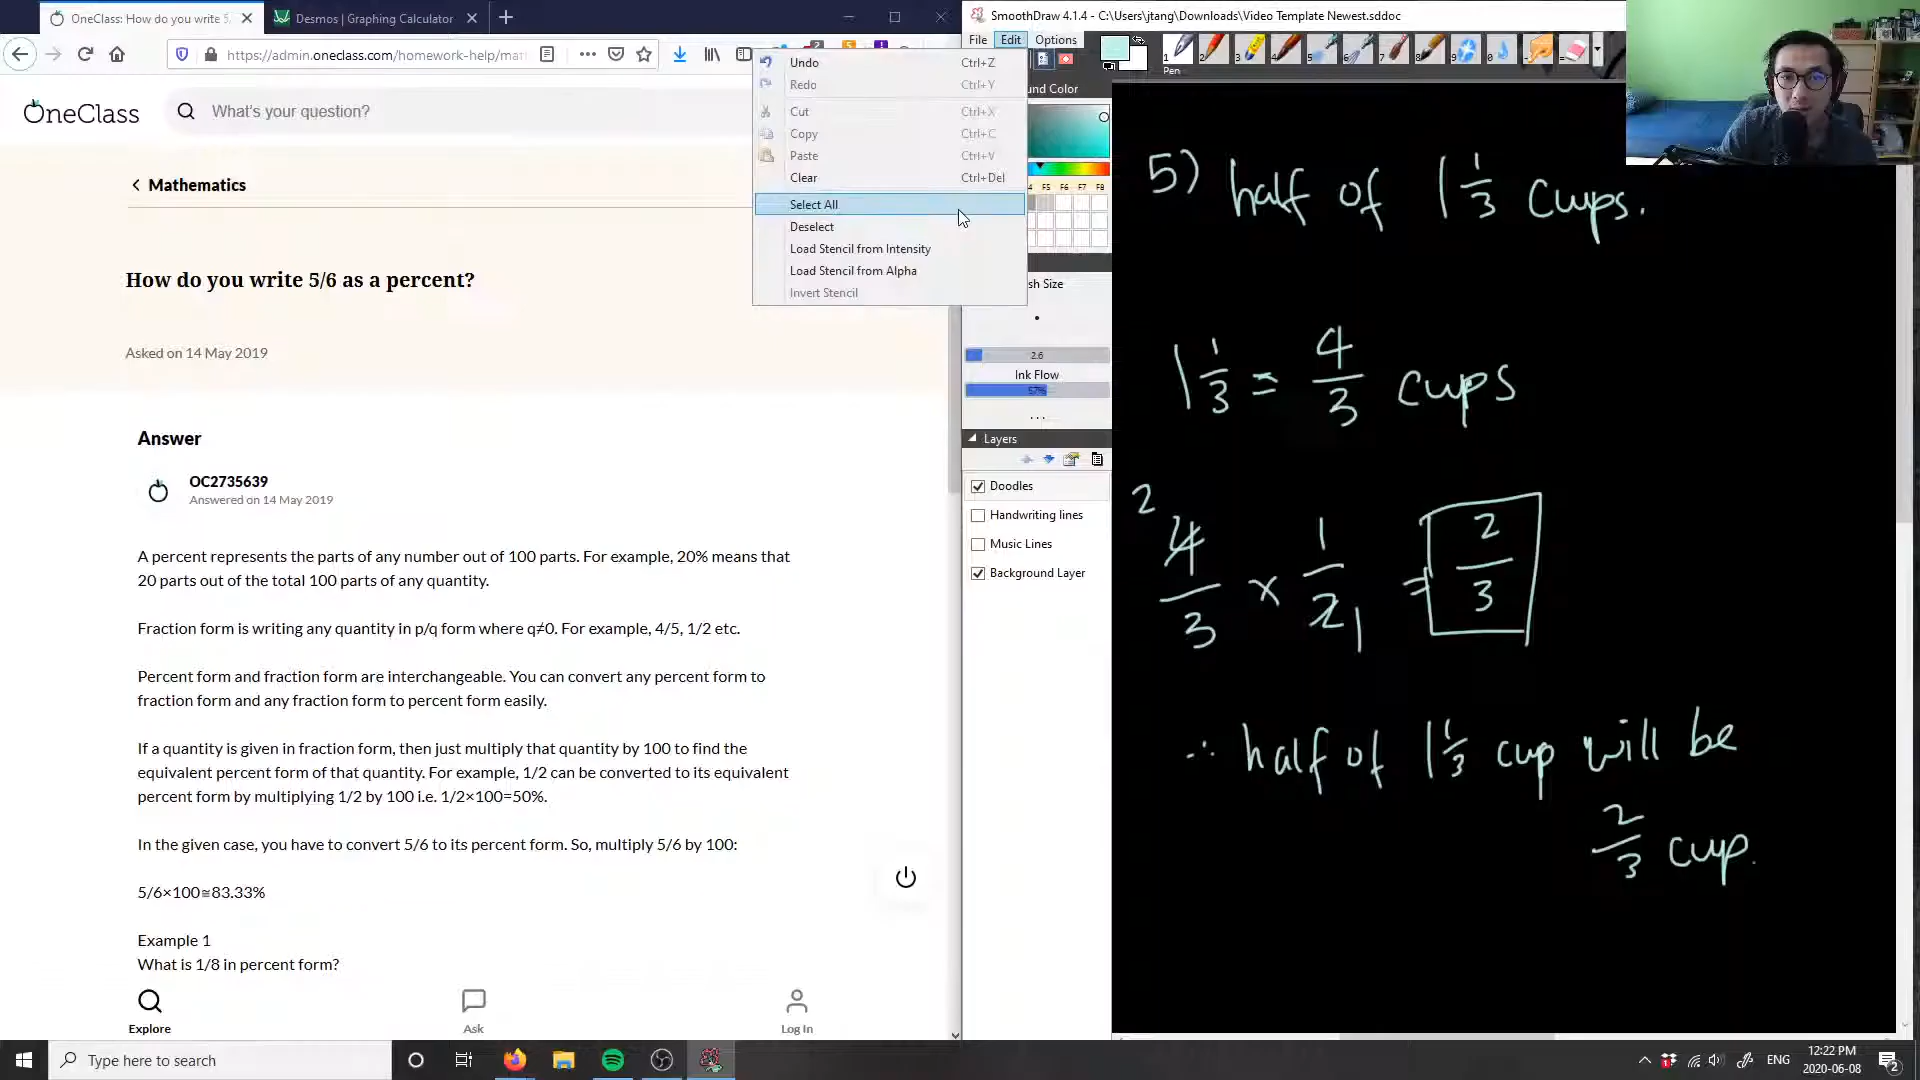 OneClass: How do you write 5
Desmos | Graphing Calculator
https://admin.oneclass.com/homework-help/mat
OneClass
What's your question?
Mathematics
How do you write 5/6 as a percent?
Asked on 14 May 2019
Answer
OC2735639
Answered on 14 May 2019
A percent represents the parts of any number out of 100 parts. For example, 20% means that
20 parts out of the total 100 parts of any quantity.
Fraction form is writing any quantity in p/q form where q≠0. For example, 4/5, 1/2 etc.
Percent form and fraction form are interchangeable. You can convert any percent form to
fraction form and any fraction form to percent form easily.
If a quantity is given in fraction form, then just multiply that quantity by 100 to find the
equivalent percent form of that quantity. For example, 1/2 can be converted to its equivalent
percent form by multiplying 1/2 by 100 i.e. 1/2×100=50%.
In the given case, you have to convert 5/6 to its percent form. So, multiply 5/6 by 100:
5/6×100≅83.33%
Example 1
What is 1/8 in percent form?
Explore
Ask
Log In
SmoothDraw 4.1.4 - C:\Users\jtang\Downloads\Video Template Newest.sddoc
File Edit Options
Undo Ctrl+Z
Redo Ctrl+Y
Cut Ctrl+X
Copy Ctrl+C
Paste Ctrl+V
Clear Ctrl+Del
Select All
Deselect
Load Stencil from Intensity
Load Stencil from Alpha
Invert Stencil
Pen
und Color
F5 F6 F7 F8
sh Size
2.6
Ink Flow
57%
...
Layers
Doodles
Handwriting lines
Music Lines
Background Layer
5) half of 1 1/3 cups.
1 1/3 = 4/3 cups
2
4/3 × 1/2 1 = 2/3
∴ half of 1 1/3 cup will be
2/3 cup.
Type here to search
ENG
12:22 PM
2020-06-08
2